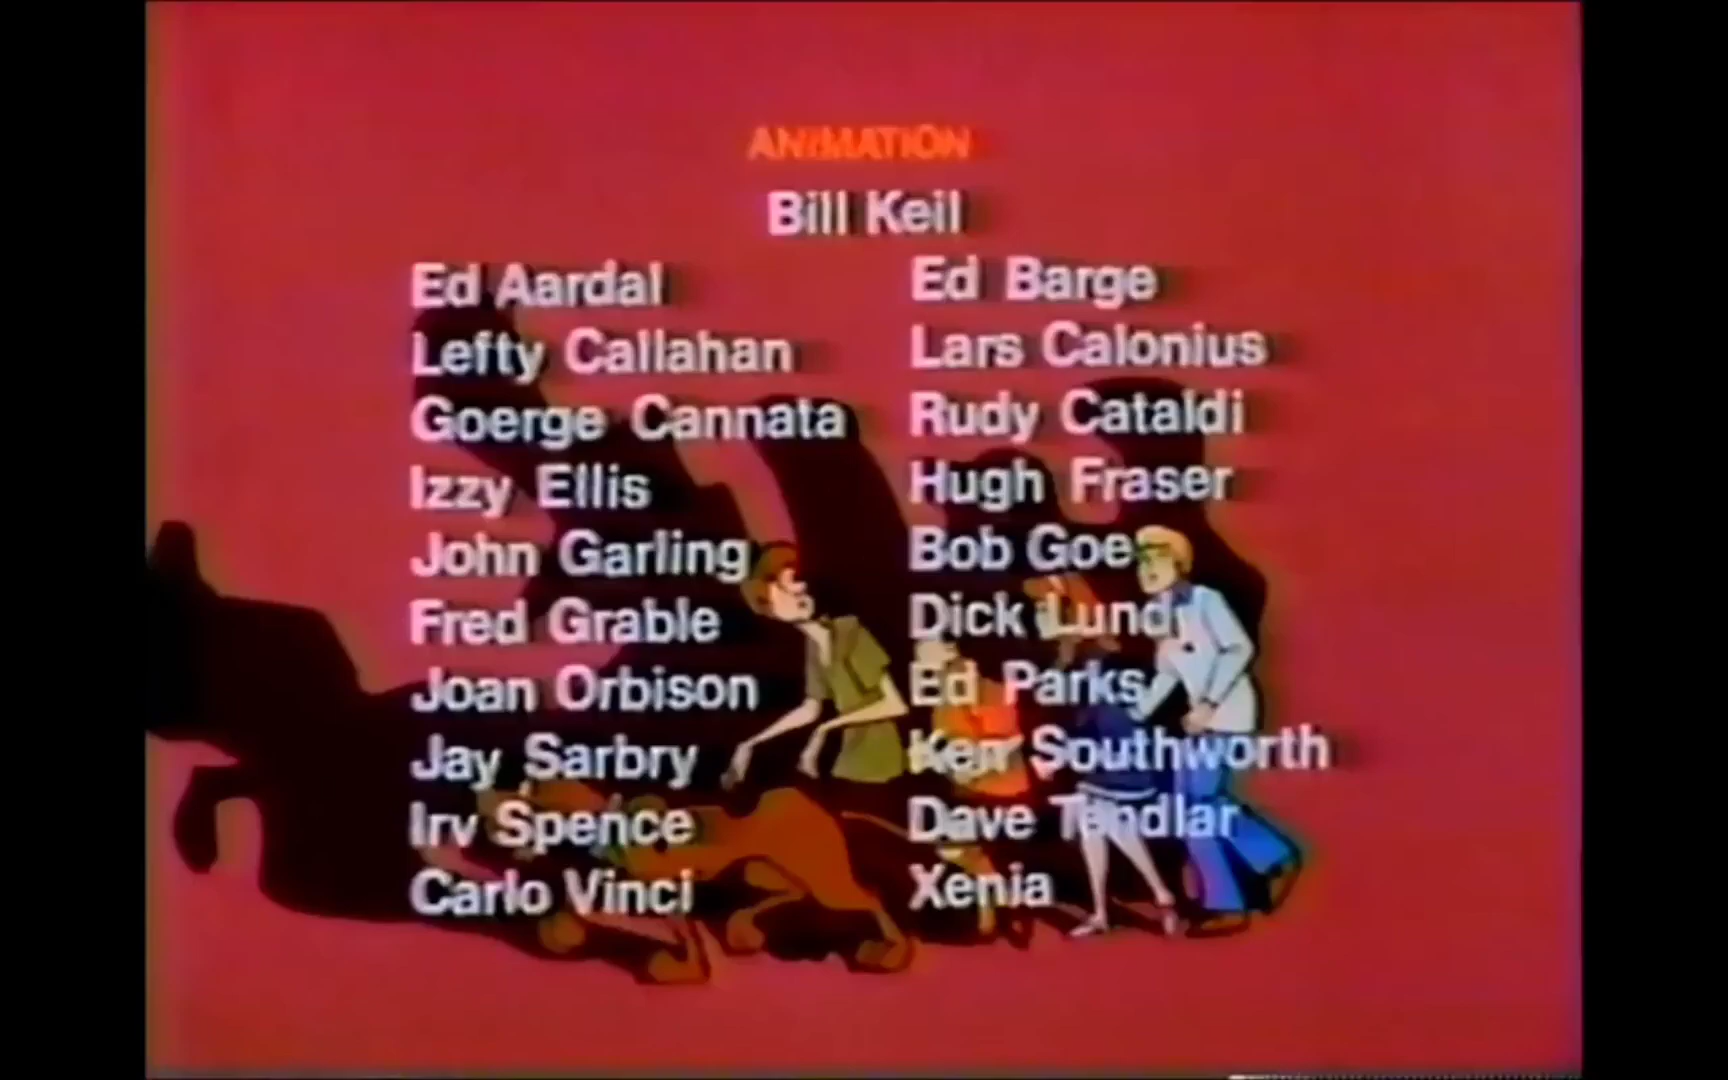 ANIMATION
Bill Keil
Ed Aardal Ed Barge
Lefty Callahan Lars Calonius
Goerge Cannata Rudy Cataldi
Izzy Ellis Hugh Fraser
John Garling Bob Goe
Fred Grable Dick Lund
Joan Orbison Ed Parks
Jay Sarbry Ken Southworth
Irv Spence Dave Tendlar
Carlo Vinci Xenia